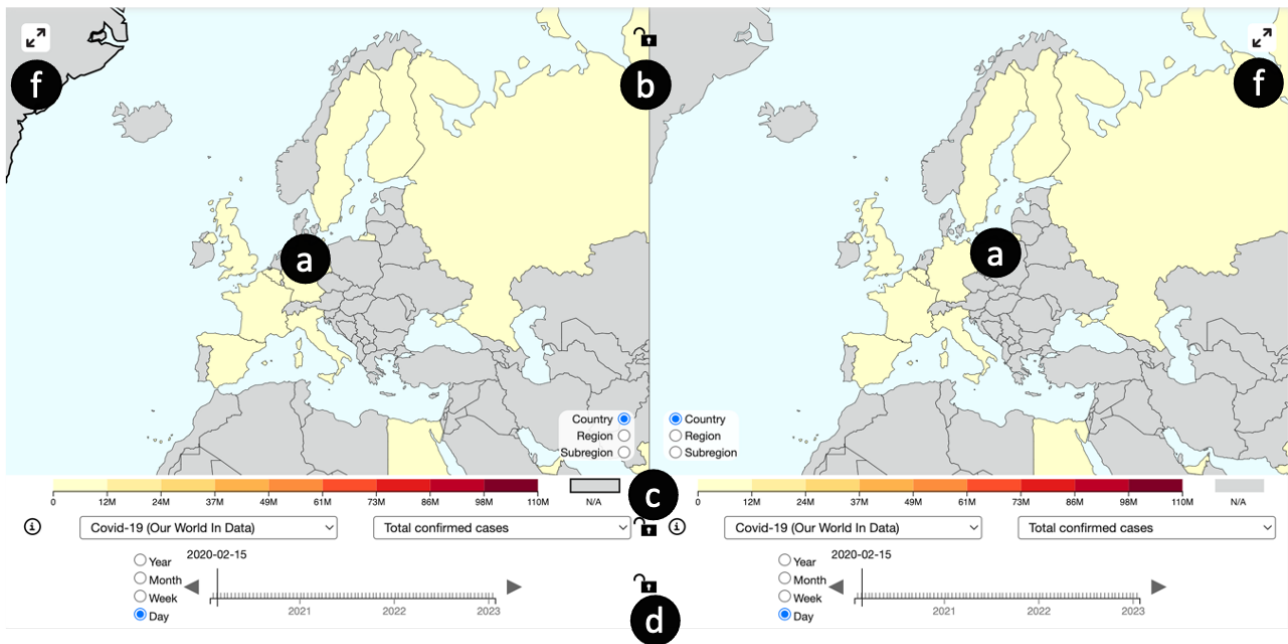 f
b
f
a
a
Country
Region
Subregion
Country
Region
Subregion
0 12M 24M 37M 49M 61M 73M 86M 98M 110M N/A
c
0 12M 24M 37M 49M 61M 73M 86M 98M 110M N/A
Covid-19 (Our World In Data) Total confirmed cases
Covid-19 (Our World In Data) Total confirmed cases
2020-02-15
Year
Month
Week
Day
2021 2022 2023
d
2020-02-15
Year
Month
Week
Day
2021 2022 2023